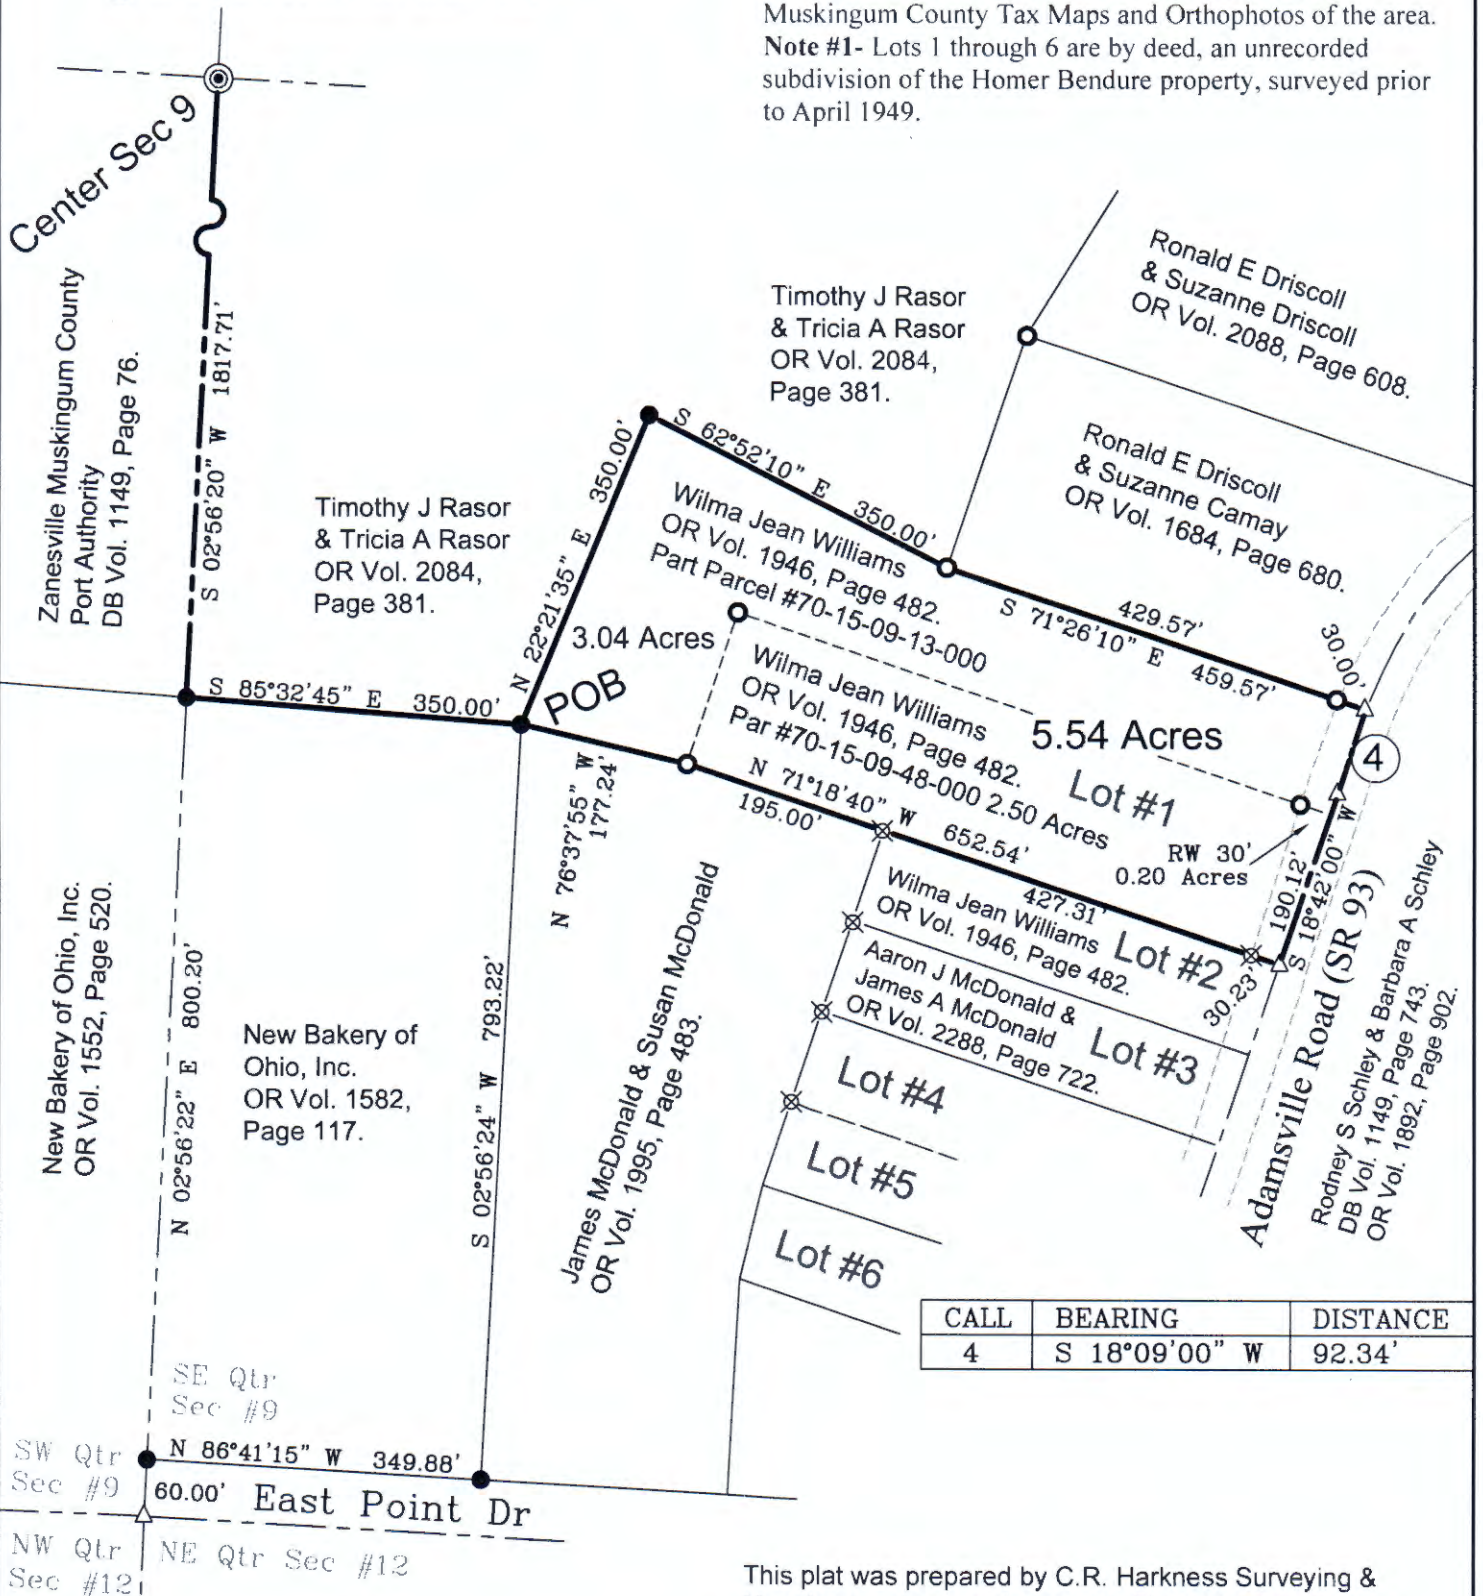 Muskingum County Tax Maps and Orthophotos of the area.
Note #1- Lots 1 through 6 are by deed, an unrecorded
subdivision of the Homer Bendure property, surveyed prior
to April 1949.
Center Sec 9
Zanesville Muskingum County
Port Authority
DB Vol. 1149, Page 76.
S 02°56'20" W 1817.71'
Timothy J Rasor
& Tricia A Rasor
OR Vol. 2084,
Page 381.
Ronald E Driscoll
& Suzanne Driscoll
OR Vol. 2088, Page 608.
Timothy J Rasor
& Tricia A Rasor
OR Vol. 2084,
Page 381.
Ronald E Driscoll
& Suzanne Camay
OR Vol. 1684, Page 680.
N 22°21'35" E 350.00'
S 62°52'10" E 350.00'
Wilma Jean Williams
OR Vol. 1946, Page 482.
Part Parcel #70-15-09-13-000
3.04 Acres
S 71°26'10" E 459.57'
429.57'
30.00'
S 85°32'45" E 350.00'
POB
Wilma Jean Williams
OR Vol. 1946, Page 482.
Par #70-15-09-48-000 2.50 Acres
5.54 Acres
Lot #1
4
N 76°37'55" W
177.24'
N 71°18'40" W 652.54'
195.00'
427.31'
RW 30'
0.20 Acres
190.12'
S 18°42'00" W
30.23'
Wilma Jean Williams
OR Vol. 1946, Page 482.
Lot #2
Aaron J McDonald &
James A McDonald
OR Vol. 2288, Page 722.
Lot #3
Lot #4
Lot #5
Lot #6
Adamsville Road (SR 93)
Rodney S Schley & Barbara A Schley
DB Vol. 1149, Page 743.
OR Vol. 1892, Page 902.
New Bakery of Ohio, Inc.
OR Vol. 1552, Page 520.
N 02°56'22" E 800.20'
New Bakery of
Ohio, Inc.
OR Vol. 1582,
Page 117.
S 02°56'24" W 793.22'
James McDonald & Susan McDonald
OR Vol. 1995, Page 483.
CALL BEARING DISTANCE
4 S 18°09'00" W 92.34'
SE Qtr
Sec #9
SW Qtr
Sec #9
N 86°41'15" W 349.88'
60.00' East Point Dr
NW Qtr
Sec #12
NE Qtr Sec #12
This plat was prepared by C.R. Harkness Surveying &